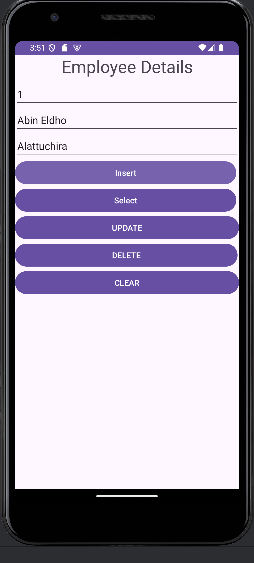 3:51
Employee Details
1
Abin Eldho
Alattuchira
Insert
Select
UPDATE
DELETE
CLEAR